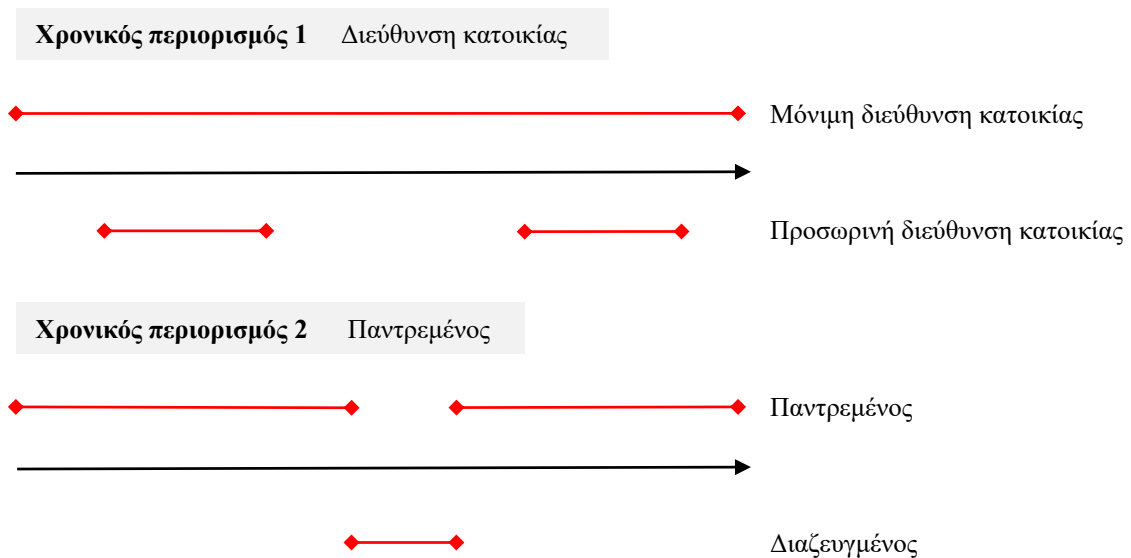 Χρονικός περιορισμός 1 Διεύθυνση κατοικίας
Μόνιμη διεύθυνση κατοικίας
Προσωρινή διεύθυνση κατοικίας
Χρονικός περιορισμός 2 Παντρεμένος
Παντρεμένος
Διαζευγμένος